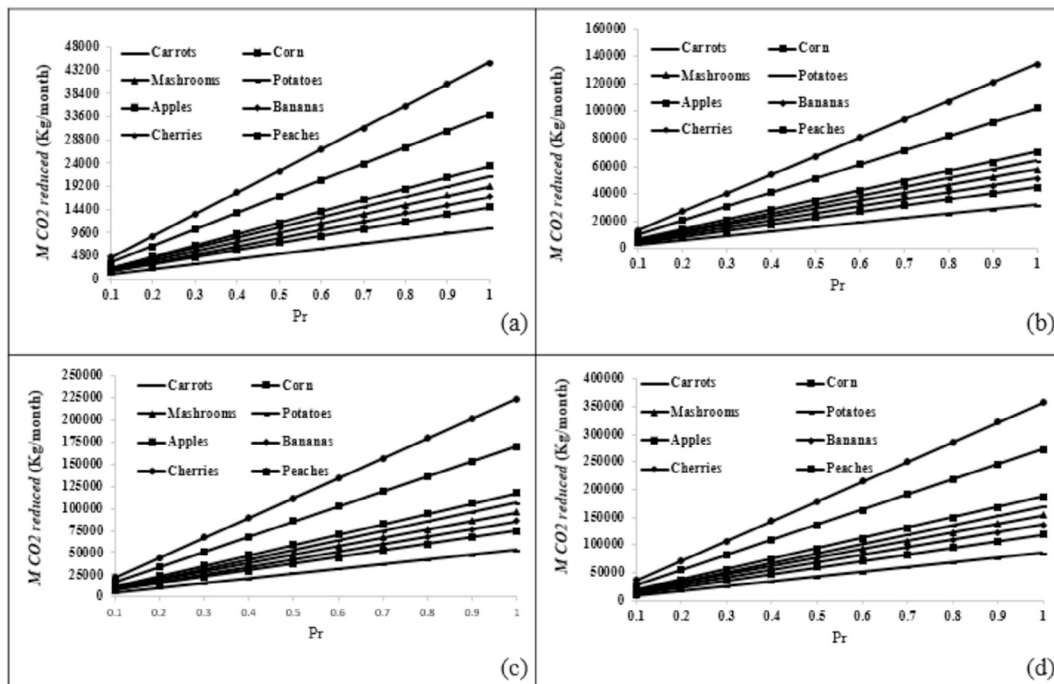 M CO2 reduced (Kg/month)
48000
43200
38400
33600
28800
24000
19200
14400
9600
4800
0
Carrots Corn
Mashrooms Potatoes
Apples Bananas
Cherries Peaches
0.1 0.2 0.3 0.4 0.5 0.6 0.7 0.8 0.9 1
Pr
(a)
M CO2 reduced (Kg/month)
160000
140000
120000
100000
80000
60000
40000
20000
0
Carrots Corn
Mashrooms Potatoes
Apples Bananas
Cherries Peaches
0.1 0.2 0.3 0.4 0.5 0.6 0.7 0.8 0.9 1
Pr
(b)
M CO2 reduced (Kg/month)
250000
225000
200000
175000
150000
125000
100000
75000
50000
25000
0
Carrots Corn
Mashrooms Potatoes
Apples Bananas
Cherries Peaches
0.1 0.2 0.3 0.4 0.5 0.6 0.7 0.8 0.9 1
Pr
(c)
M CO2 reduced (Kg/month)
400000
350000
300000
250000
200000
150000
100000
50000
0
Carrots Corn
Mashrooms Potatoes
Apples Bananas
Cherries Peaches
0.1 0.2 0.3 0.4 0.5 0.6 0.7 0.8 0.9 1
Pr
(d)